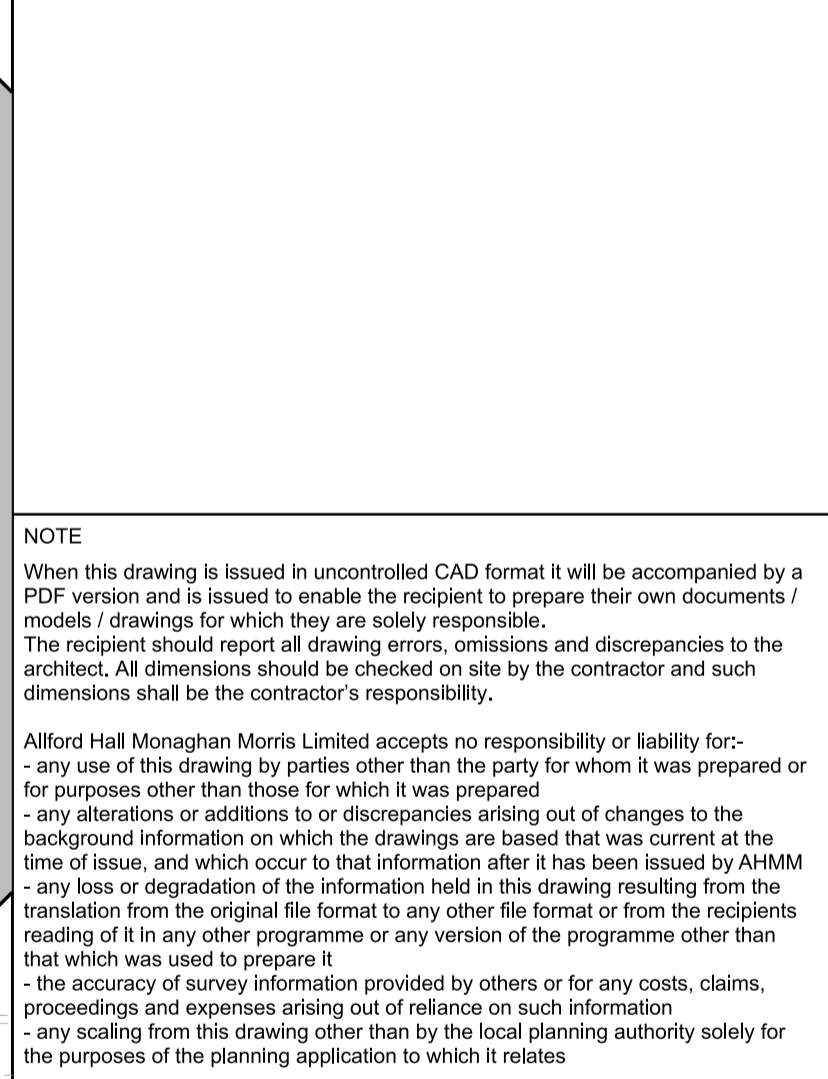 NOTE
When this drawing is issued in uncontrolled CAD format it will be accompanied by a
PDF version and is issued to enable the recipient to prepare their own documents /
models / drawings for which they are solely responsible.
The recipient should report all drawing errors, omissions and discrepancies to the
architect. All dimensions should be checked on site by the contractor and such
dimensions shall be the contractor's responsibility.
Allford Hall Monaghan Morris Limited accepts no responsibility or liability for:-
- any use of this drawing by parties other than the party for whom it was prepared or
for purposes other than those for which it was prepared
- any alterations or additions to or discrepancies arising out of changes to the
background information on which the drawings are based that was current at the
time of issue, and which occur to that information after it has been issued by AHMM
- any loss or degradation of the information held in this drawing resulting from the
translation from the original file format to any other file format or from the recipients
reading of it in any other programme or any version of the programme other than
that which was used to prepare it
- the accuracy of survey information provided by others or for any costs, claims,
proceedings and expenses arising out of reliance on such information
- any scaling from this drawing other than by the local planning authority solely for
the purposes of the planning application to which it relates